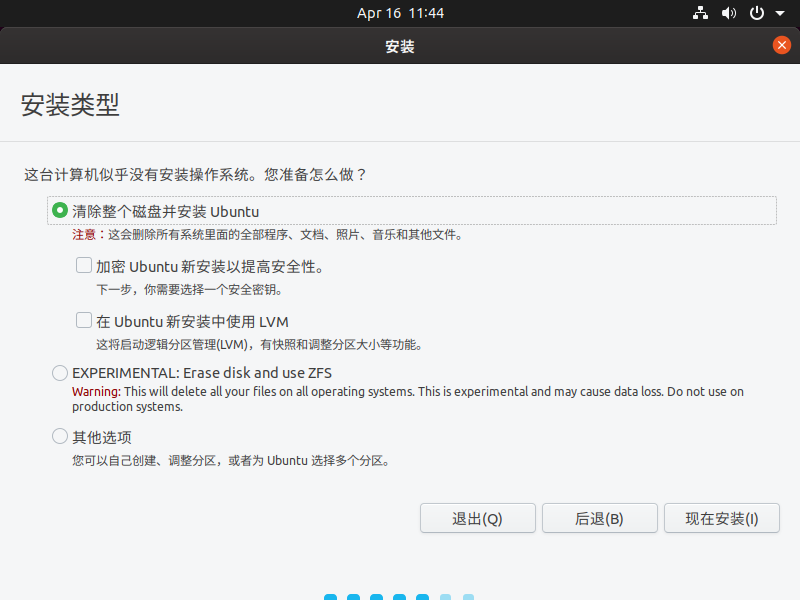 Apr 16 11:44
安装
安装类型
这台计算机似乎没有安装操作系统。您准备怎么做？
清除整个磁盘并安装 Ubuntu
注意：这会删除所有系统里面的全部程序、文档、照片、音乐和其他文件。
加密 Ubuntu 新安装以提高安全性。
下一步，你需要选择一个安全密钥。
在 Ubuntu 新安装中使用 LVM
这将启动逻辑分区管理(LVM)，有快照和调整分区大小等功能。
EXPERIMENTAL: Erase disk and use ZFS
Warning: This will delete all your files on all operating systems. This is experimental and may cause data loss. Do not use on
production systems.
其他选项
您可以自己创建、调整分区，或者为 Ubuntu 选择多个分区。
退出(Q) 后退(B) 现在安装(I)